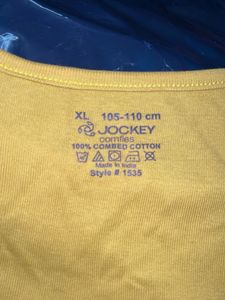 XL 105-110 cm
JOCKEY
comfies
100% COMBED COTTON
Made in India
Style # 1535